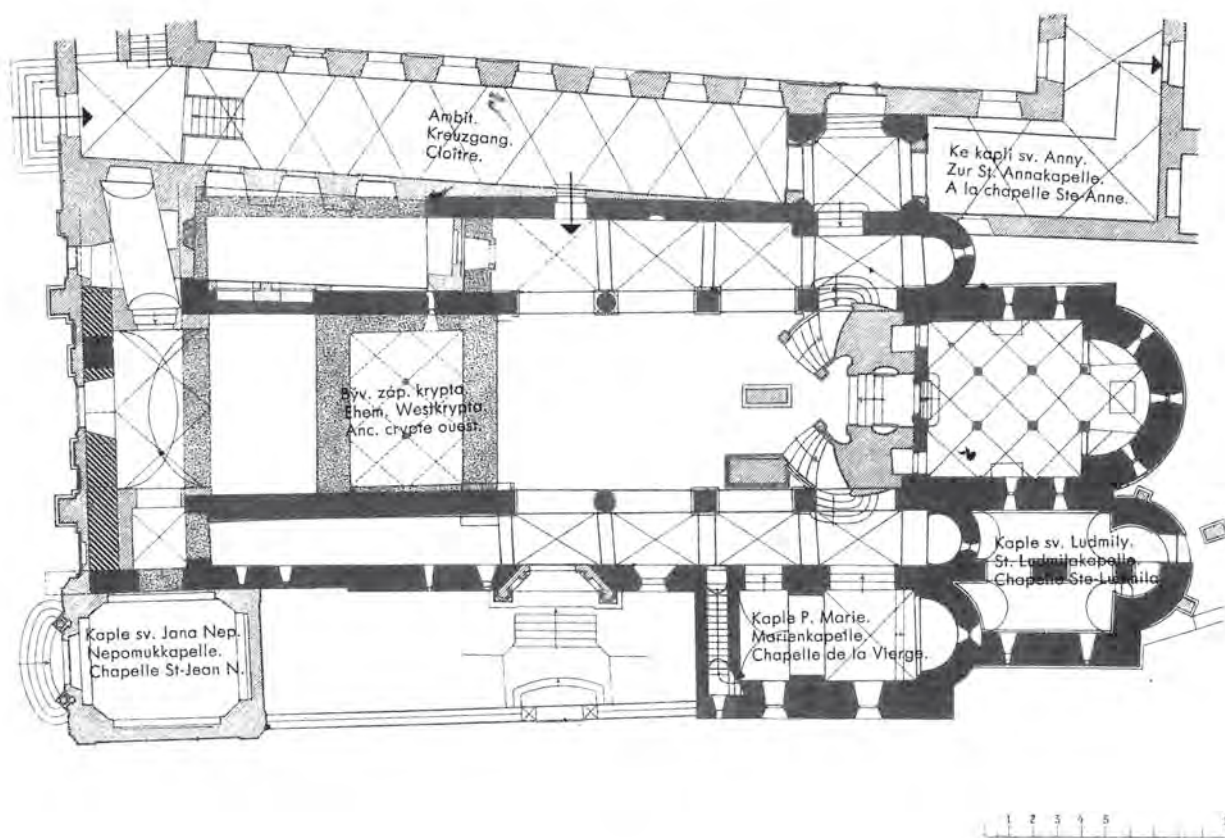 Ambit.
Kreuzgang.
Cloître.
Ke kapli sv. Anny.
Zur St. Annakapelle.
A la chapelle Ste-Anne.
Býv. záp. krypta
Ehem. Westkrypta.
Anc. crypte ouest.
Kaple sv. Ludmily.
St. Ludmilakapelle.
Chapelle Ste-Ludmila.
Kaple sv. Jana Nep.
Nepomukkapelle.
Chapelle St-Jean N.
Kaple P. Marie.
Marienkapelle.
Chapelle de la Vierge.
1 2 3 4 5